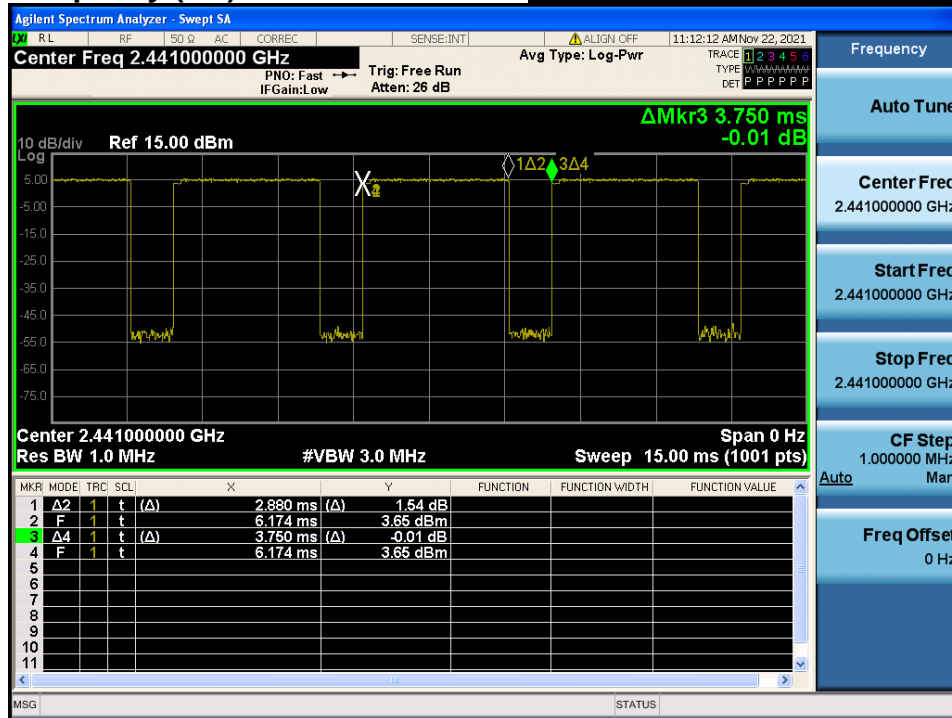 Agilent Spectrum Analyzer - Swept SA
LXI RL RF 50 Ω AC CORREC SENSE:INT ALIGN OFF 11:12:12 AM Nov 22, 2021
Center Freq 2.441000000 GHz
PNO: Fast
IFGain:Low
Trig: Free Run
Atten: 26 dB
Avg Type: Log-Pwr
TRACE 1 2 3 4 5 6
TYPE
DET P P P P P P
ΔMkr3 3.750 ms
-0.01 dB
10 dB/div Ref 15.00 dBm
Log
1Δ2 3Δ4
5.00
-5.00
-15.0
-25.0
-35.0
-45.0
-55.0
-65.0
-75.0
Center 2.441000000 GHz Span 0 Hz
Res BW 1.0 MHz #VBW 3.0 MHz Sweep 15.00 ms (1001 pts)
MKR MODE TRC SCL X Y FUNCTION FUNCTION WIDTH FUNCTION VALUE
1 Δ2 1 t (Δ) 2.880 ms (Δ) 1.54 dB
2 F 1 t 6.174 ms 3.65 dBm
3 Δ4 1 t (Δ) 3.750 ms (Δ) -0.01 dB
4 F 1 t 6.174 ms 3.65 dBm
5
6
7
8
9
10
11
MSG STATUS
Frequency
Auto Tune
Center Freq
2.441000000 GHz
Start Freq
2.441000000 GHz
Stop Freq
2.441000000 GHz
CF Step
1.000000 MHz
Auto Man
Freq Offset
0 Hz